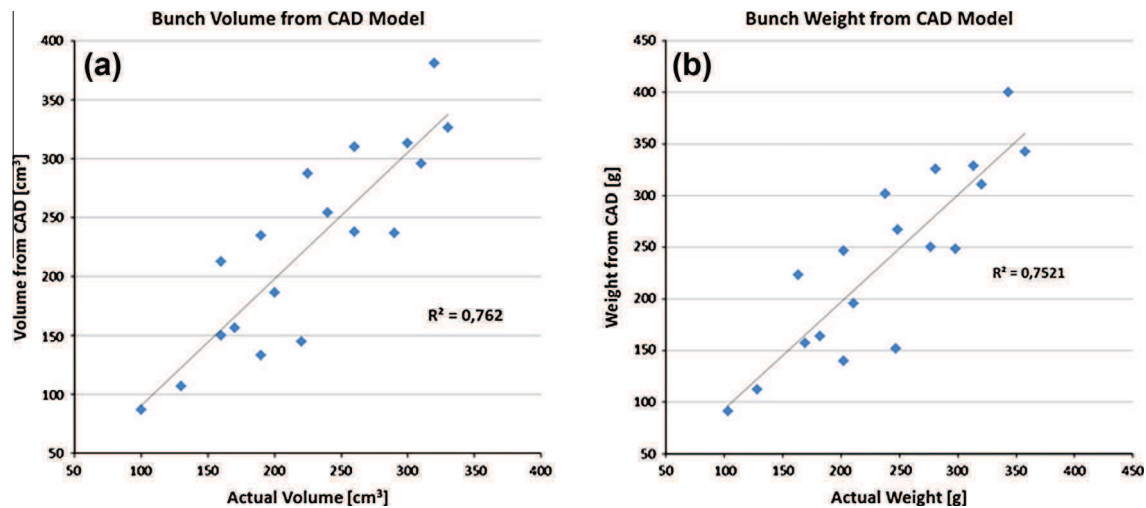 Bunch Volume from CAD Model
(a)
400
350
300
250
200
150
100
50
Volume from CAD [cm³]
R² = 0,762
50 100 150 200 250 300 350 400
Actual Volume [cm³]
Bunch Weight from CAD Model
(b)
450
400
350
300
250
200
150
100
50
Weight from CAD [g]
R² = 0,7521
50 100 150 200 250 300 350 400 450
Actual Weight [g]